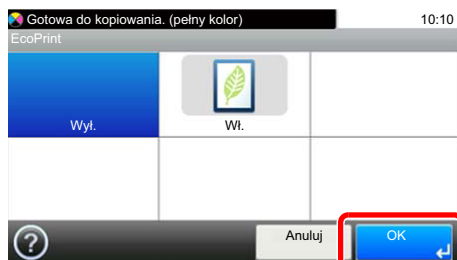 Gotowa do kopiowania. (pełny kolor) 10:10
EcoPrint
Wył. Wł.
? Anuluj OK